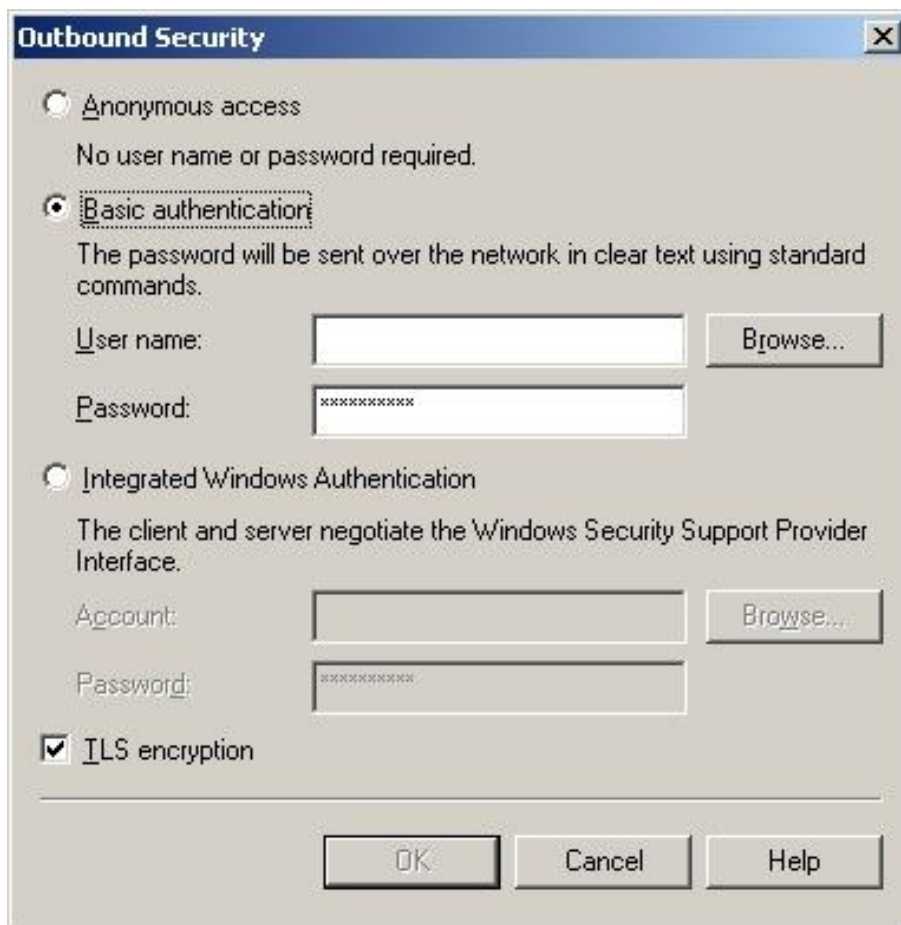 Outbound Security
Anonymous access
No user name or password required.
Basic authentication
The password will be sent over the network in clear text using standard
commands.
User name:
Browse...
Password:
**********
Integrated Windows Authentication
The client and server negotiate the Windows Security Support Provider
Interface.
Account:
Browse...
Password:
**********
TLS encryption
OK
Cancel
Help